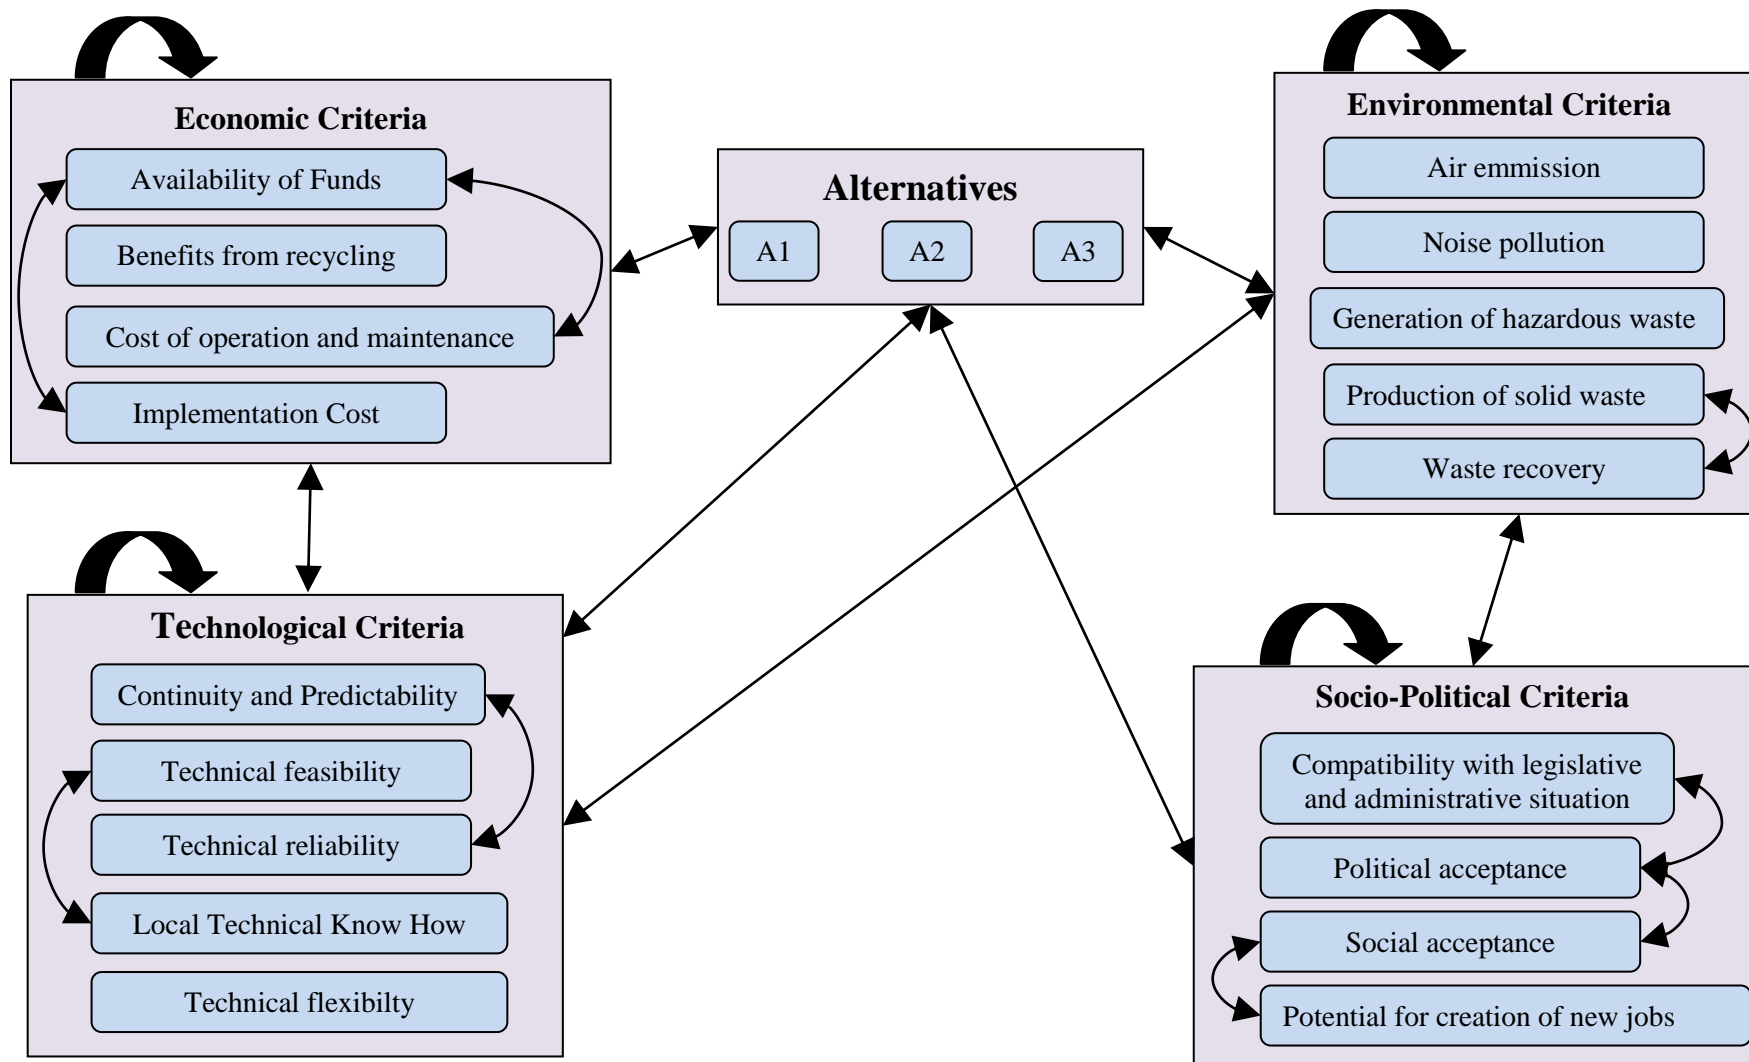 Economic Criteria
Availability of Funds
Benefits from recycling
Cost of operation and maintenance
Implementation Cost
Alternatives
A1
A2
A3
Environmental Criteria
Air emmission
Noise pollution
Generation of hazardous waste
Production of solid waste
Waste recovery
Technological Criteria
Continuity and Predictability
Technical feasibility
Technical reliability
Local Technical Know How
Technical flexibilty
Socio-Political Criteria
Compatibility with legislative
and administrative situation
Political acceptance
Social acceptance
Potential for creation of new jobs